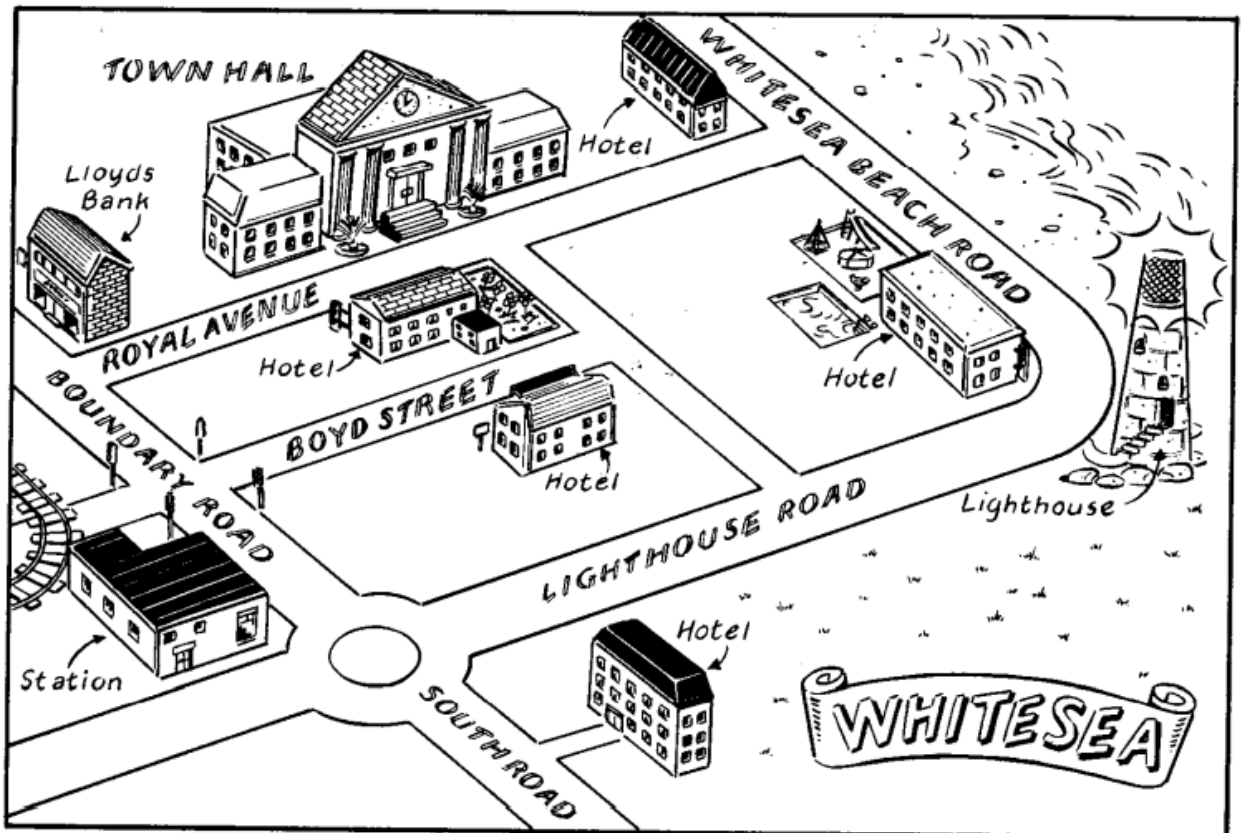 TOWN HALL
Hotel
WHITESEA BEACH ROAD
Lloyds
Bank
ROYAL AVENUE
Hotel
Hotel
BOUNDARY ROAD
BOYD STREET
Hotel
LIGHTHOUSE ROAD
Lighthouse
Station
Hotel
SOUTH ROAD
WHITESEA